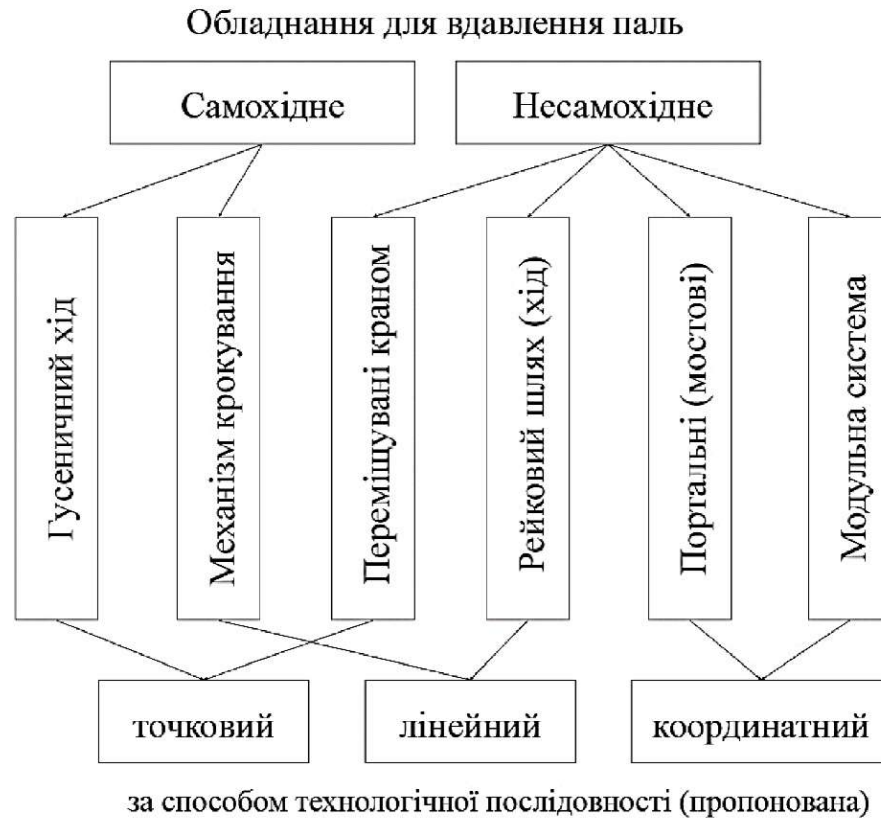 Обладнання для вдавлення паль
Самохідне
Несамохідне
Гусеничний хід
Механізм крокування
Переміщувані краном
Рейковий шлях (хід)
Портальні (мостові)
Модульна система
точковий
лінейний
координатний
за способом технологічної послідовності (пропонована)